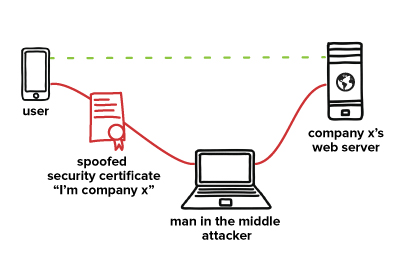 user
spoofed
security certificate
“I’m company x”
man in the middle
attacker
company x’s
web server